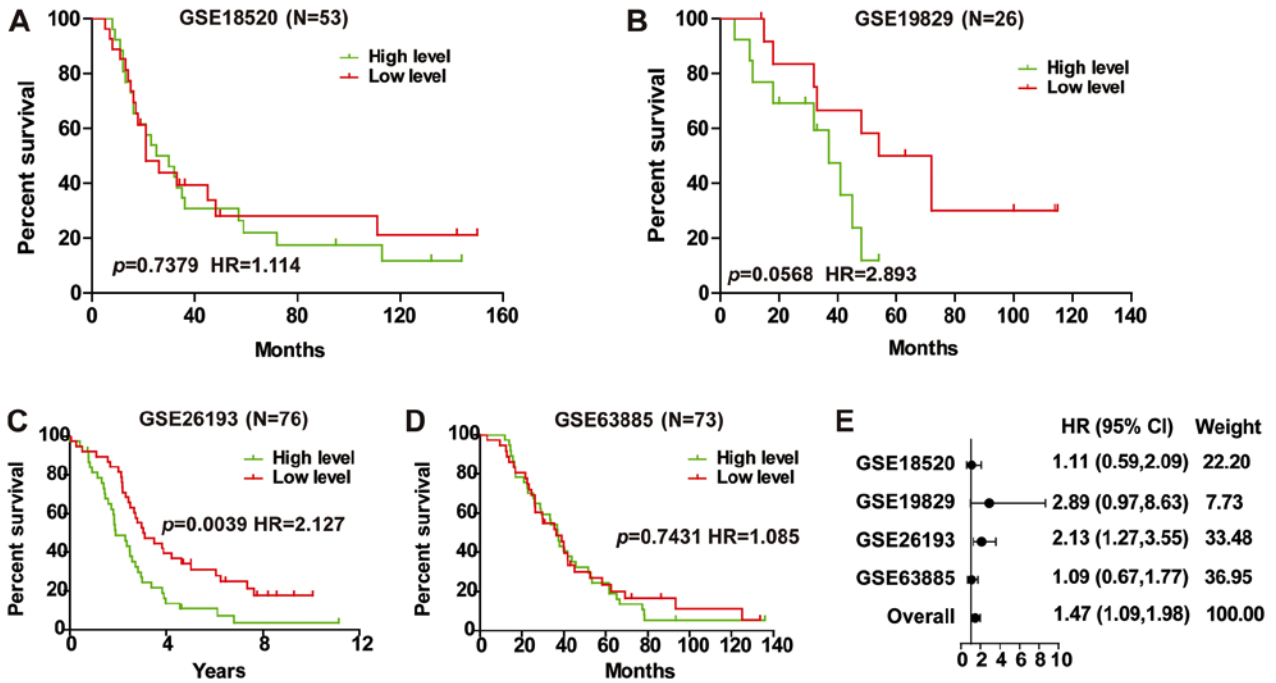 A
GSE18520 (N=53)
Percent survival
100
80
60
40
20
0
High level
Low level
p=0.7379 HR=1.114
0 40 80 120 160
Months
B
GSE19829 (N=26)
Percent survival
100
80
60
40
20
0
High level
Low level
p=0.0568 HR=2.893
0 20 40 60 80 100 120 140
Months
C
GSE26193 (N=76)
Percent survival
100
80
60
40
20
0
High level
Low level
p=0.0039 HR=2.127
0 4 8 12
Years
D
GSE63885 (N=73)
Percent survival
100
80
60
40
20
0
High level
Low level
p=0.7431 HR=1.085
0 20 40 60 80 100 120 140
Months
E
HR (95% CI) Weight
GSE18520 1.11 (0.59,2.09) 22.20
GSE19829 2.89 (0.97,8.63) 7.73
GSE26193 2.13 (1.27,3.55) 33.48
GSE63885 1.09 (0.67,1.77) 36.95
Overall 1.47 (1.09,1.98) 100.00
0 2 4 6 8 10